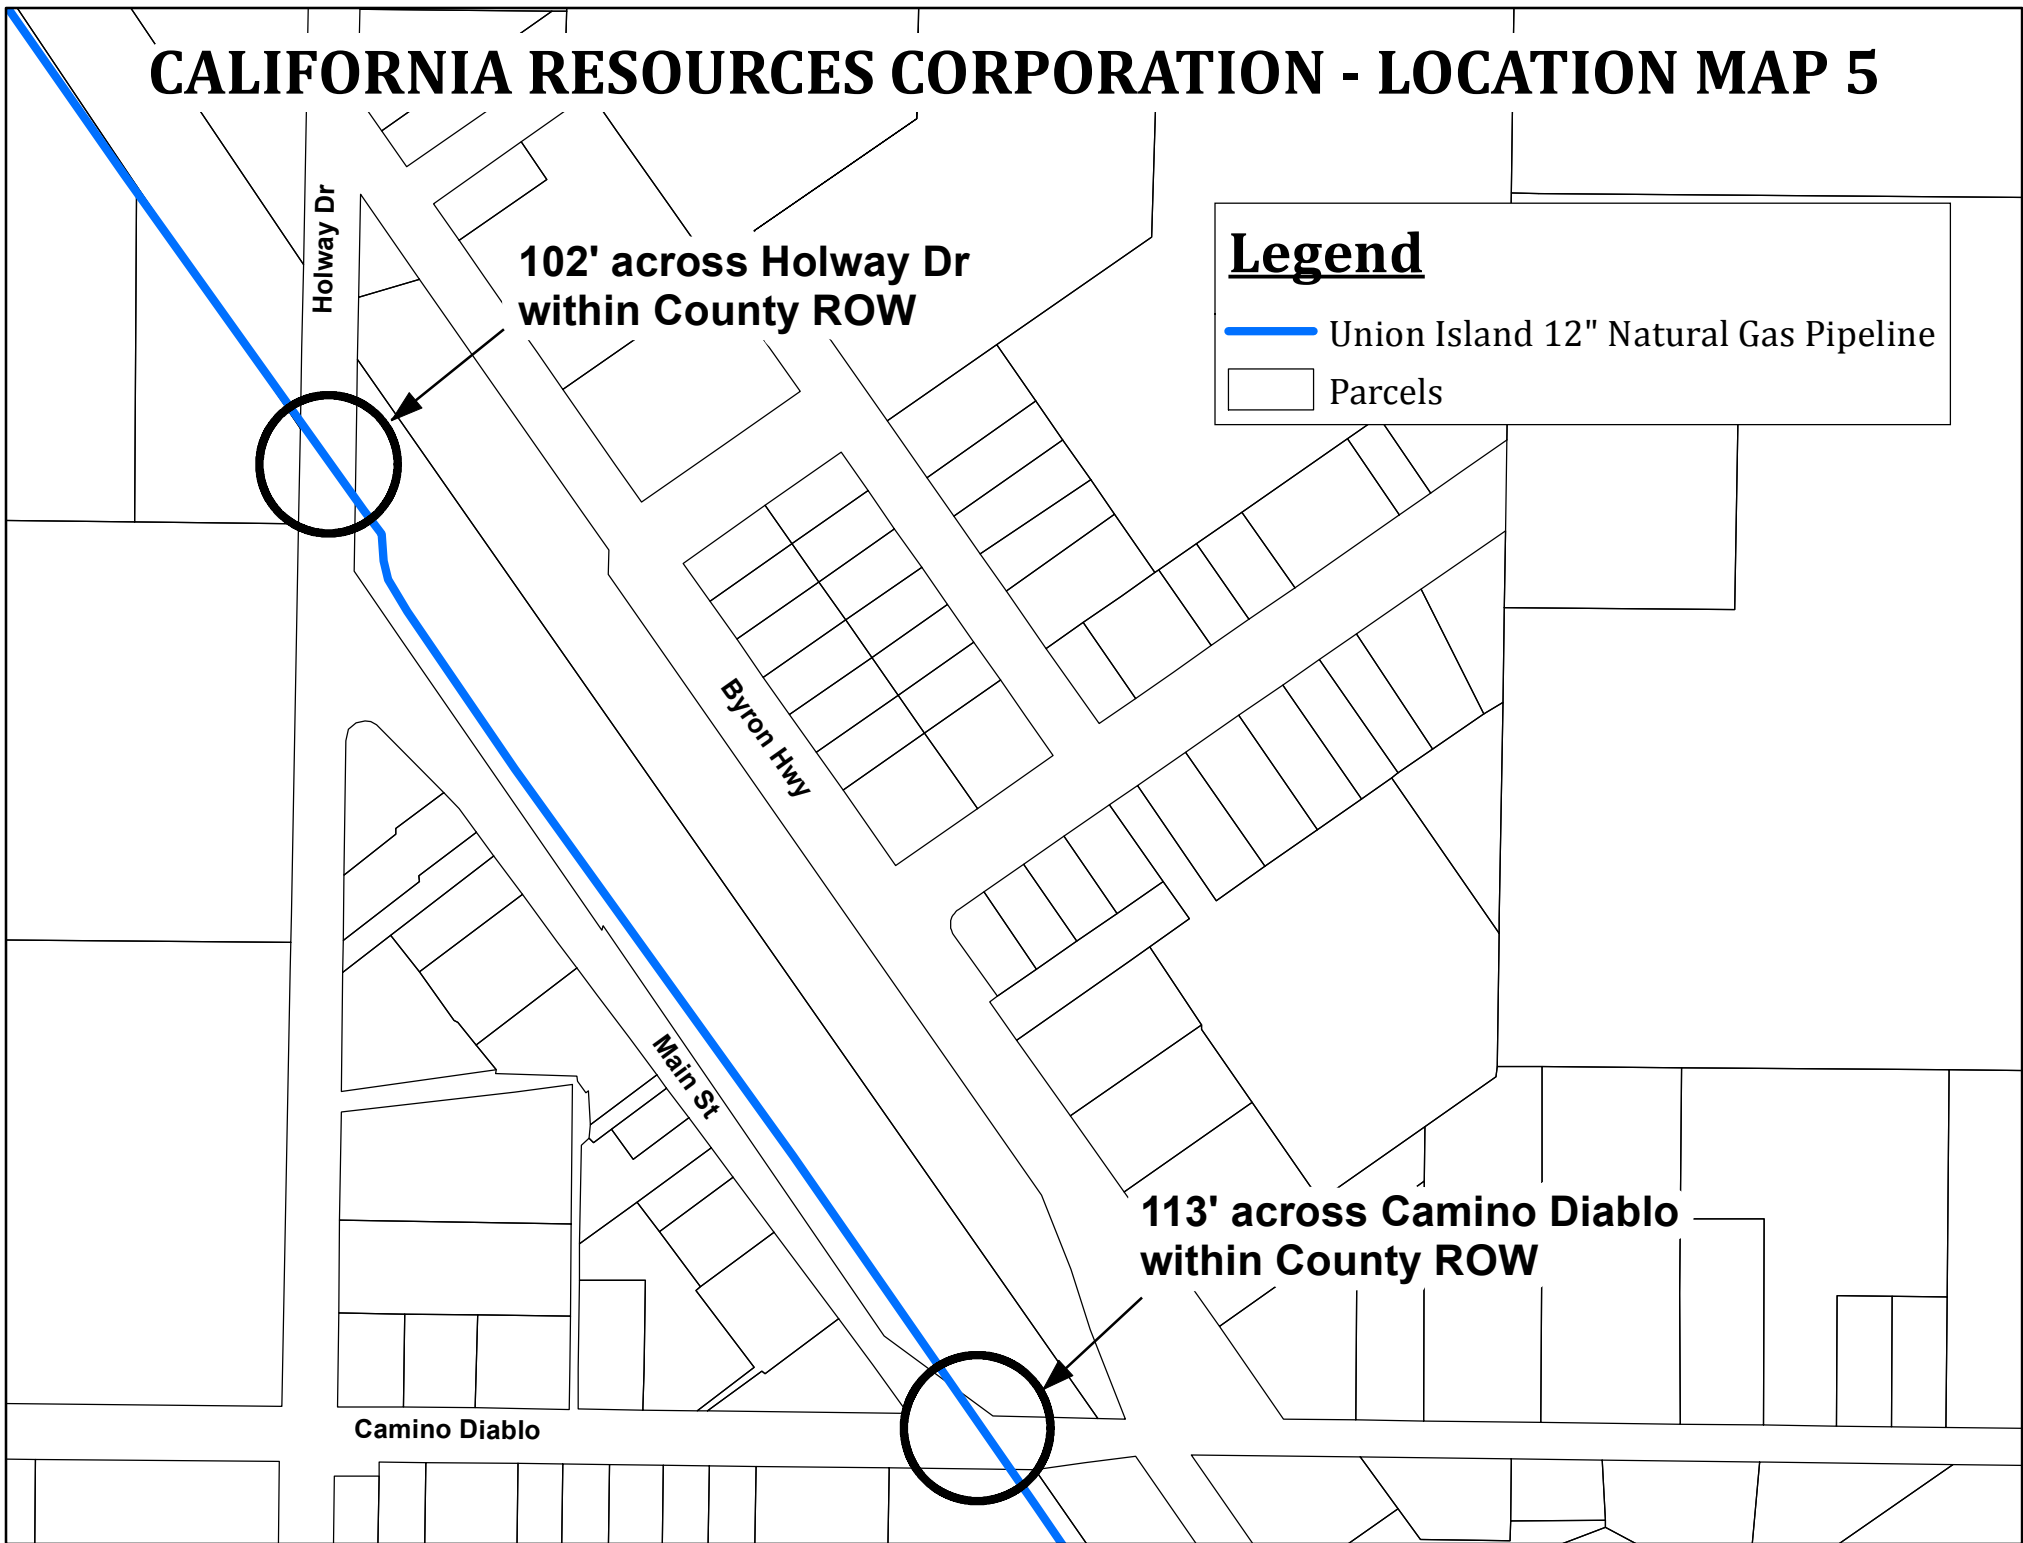 CALIFORNIA RESOURCES CORPORATION - LOCATION MAP 5
Holway Dr
102' across Holway Dr
within County ROW
Legend
Union Island 12" Natural Gas Pipeline
Parcels
Byron Hwy
Main St
113' across Camino Diablo
within County ROW
Camino Diablo